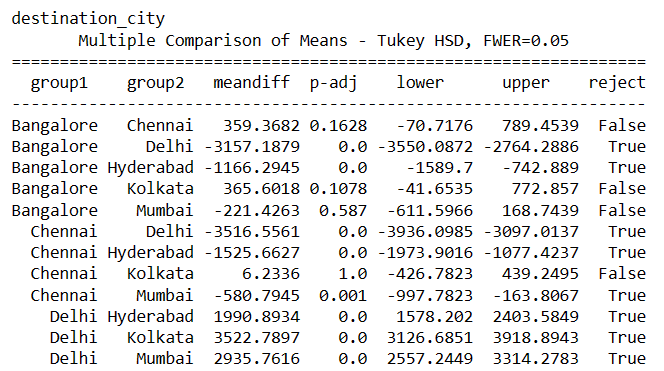 destination_city
Multiple Comparison of Means - Tukey HSD, FWER=0.05
==================================================================
group1 group2 meandiff p-adj lower upper reject
------------------------------------------------------------------
Bangalore Chennai 359.3682 0.1628 -70.7176 789.4539 False
Bangalore Delhi -3157.1879 0.0 -3550.0872 -2764.2886 True
Bangalore Hyderabad -1166.2945 0.0 -1589.7 -742.889 True
Bangalore Kolkata 365.6018 0.1078 -41.6535 772.857 False
Bangalore Mumbai -221.4263 0.587 -611.5966 168.7439 False
Chennai Delhi -3516.5561 0.0 -3936.0985 -3097.0137 True
Chennai Hyderabad -1525.6627 0.0 -1973.9016 -1077.4237 True
Chennai Kolkata 6.2336 1.0 -426.7823 439.2495 False
Chennai Mumbai -580.7945 0.001 -997.7823 -163.8067 True
Delhi Hyderabad 1990.8934 0.0 1578.202 2403.5849 True
Delhi Kolkata 3522.7897 0.0 3126.6851 3918.8943 True
Delhi Mumbai 2935.7616 0.0 2557.2449 3314.2783 True